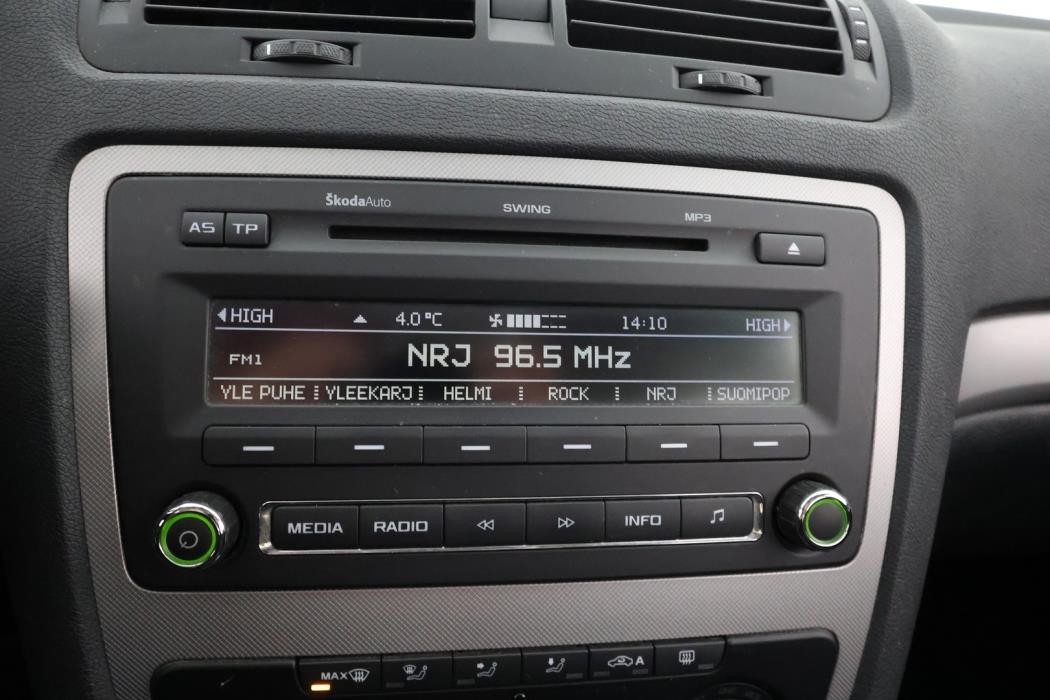 ŠkodaAuto
SWING
MP3
AS TP
HIGH 4.0°C 14:10 HIGH
FM1 NRJ 96.5 MHz
YLE PUHE YLEEKARJ HELMI ROCK NRJ SUOMIPOP
MEDIA RADIO INFO
MAX A